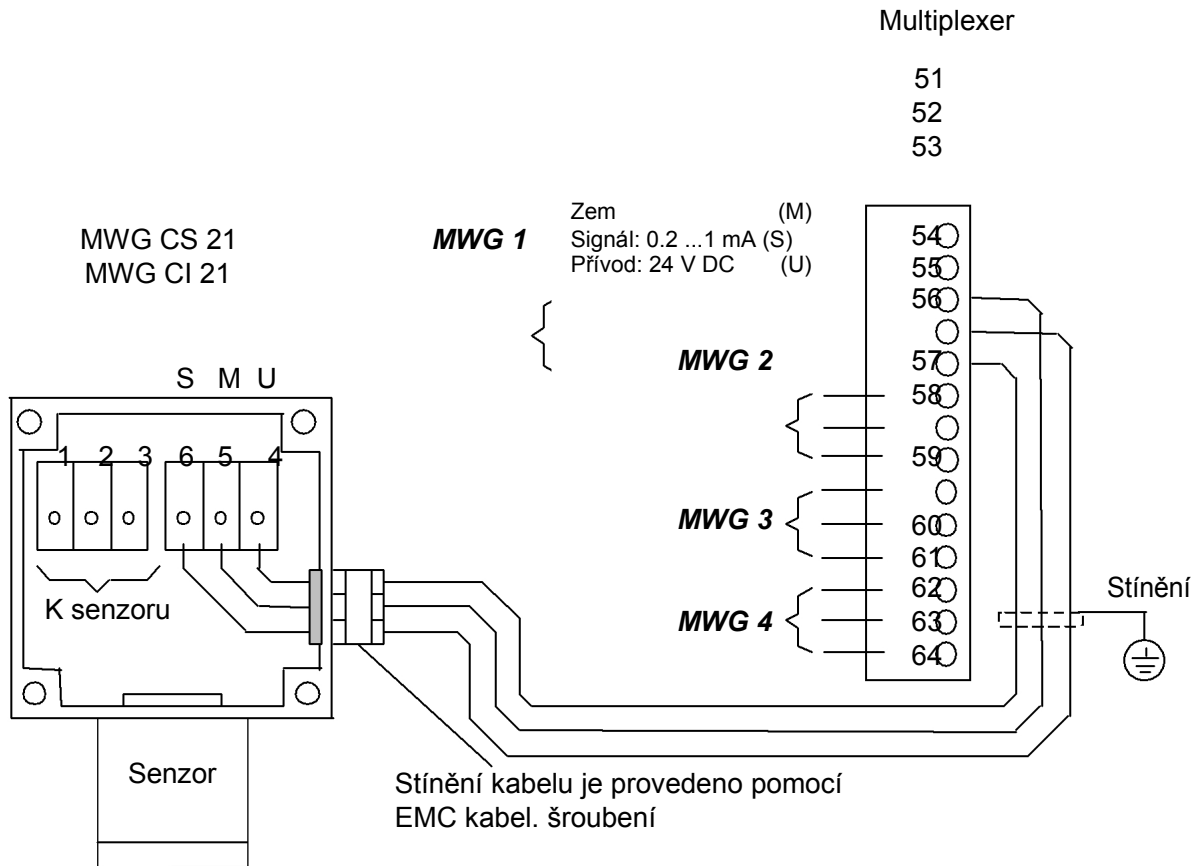 Multiplexer
51
52
53
Zem (M)
MWG CS 21
MWG 1
Signál: 0.2 ...1 mA (S)
54
MWG CI 21
Přívod: 24 V DC (U)
55
56
MWG 2
57
S M U
58
1 2 3 6 5 4
59
MWG 3
60
61
K senzoru
62
Stínění
MWG 4
63
64
Senzor
Stínění kabelu je provedeno pomocí
EMC kabel. šroubení